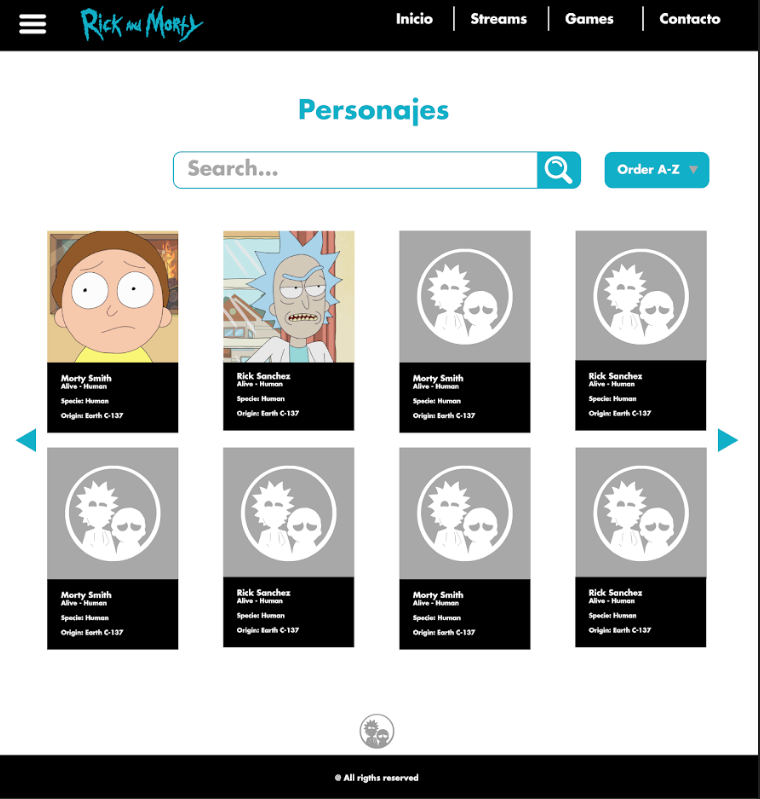 Rick and Morty
Inicio
Streams
Games
Contacto
Personajes
Search...
Order A-Z
Morty Smith
Alive - Human
Specie: Human
Origin: Earth C-137
Rick Sanchez
Alive - Human
Specie: Human
Origin: Earth C-137
Morty Smith
Alive - Human
Specie: Human
Origin: Earth C-137
Rick Sanchez
Alive - Human
Specie: Human
Origin: Earth C-137
Morty Smith
Alive - Human
Specie: Human
Origin: Earth C-137
Rick Sanchez
Alive - Human
Specie: Human
Origin: Earth C-137
Morty Smith
Alive - Human
Specie: Human
Origin: Earth C-137
Rick Sanchez
Alive - Human
Specie: Human
Origin: Earth C-137
@ All rigths reserved